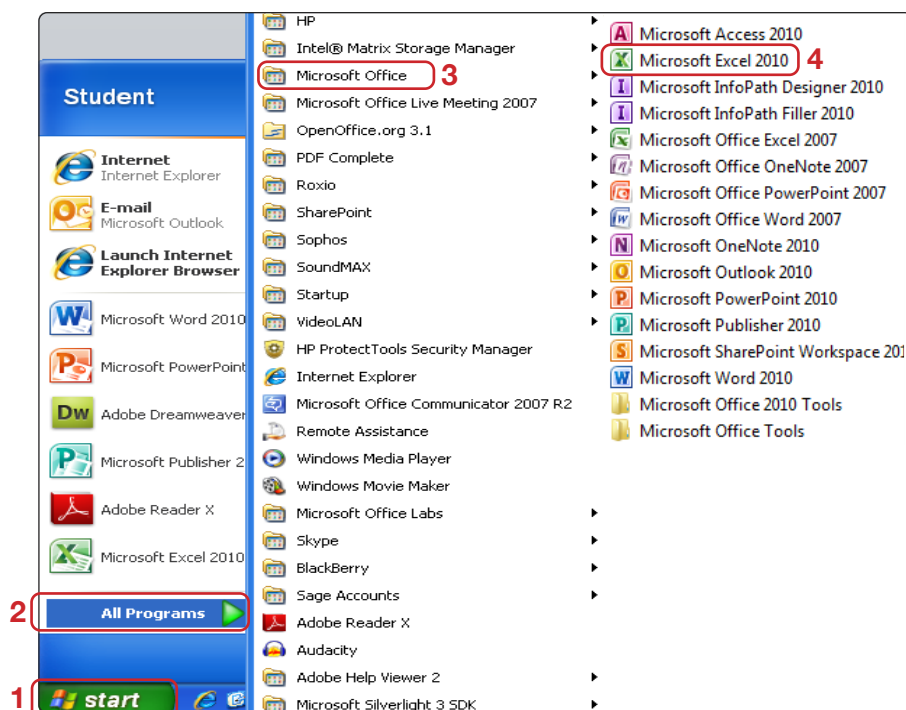 Student
Internet
Internet Explorer
E-mail
Microsoft Outlook
Launch Internet
Explorer Browser
Microsoft Word 2010
Microsoft PowerPoint
Adobe Dreamweaver
Microsoft Publisher 2
Adobe Reader X
Microsoft Excel 2010
2 All Programs
1 start
HP
Intel® Matrix Storage Manager
Microsoft Office 3
Microsoft Office Live Meeting 2007
OpenOffice.org 3.1
PDF Complete
Roxio
SharePoint
Sophos
SoundMAX
Startup
VideoLAN
HP ProtectTools Security Manager
Internet Explorer
Microsoft Office Communicator 2007 R2
Remote Assistance
Windows Media Player
Windows Movie Maker
Microsoft Office Labs
Skype
BlackBerry
Sage Accounts
Adobe Reader X
Audacity
Adobe Help Viewer 2
Microsoft Silverlight 3 SDK
Microsoft Access 2010
Microsoft Excel 2010 4
Microsoft InfoPath Designer 2010
Microsoft InfoPath Filler 2010
Microsoft Office Excel 2007
Microsoft Office OneNote 2007
Microsoft Office PowerPoint 2007
Microsoft Office Word 2007
Microsoft OneNote 2010
Microsoft Outlook 2010
Microsoft PowerPoint 2010
Microsoft Publisher 2010
Microsoft SharePoint Workspace 201
Microsoft Word 2010
Microsoft Office 2010 Tools
Microsoft Office Tools